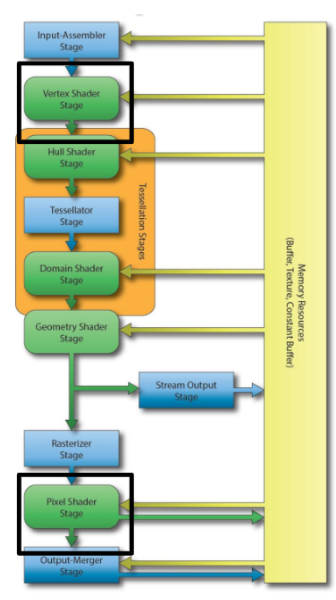 Input-Assembler
Stage
Vertex Shader
Stage
Hull Shader
Stage
Tessellator
Stage
Domain Shader
Stage
Tessellation Stages
Geometry Shader
Stage
Stream Output
Stage
Rasterizer
Stage
Pixel Shader
Stage
Output-Merger
Stage
Memory Resources
(Buffer, Texture, Constant Buffer)